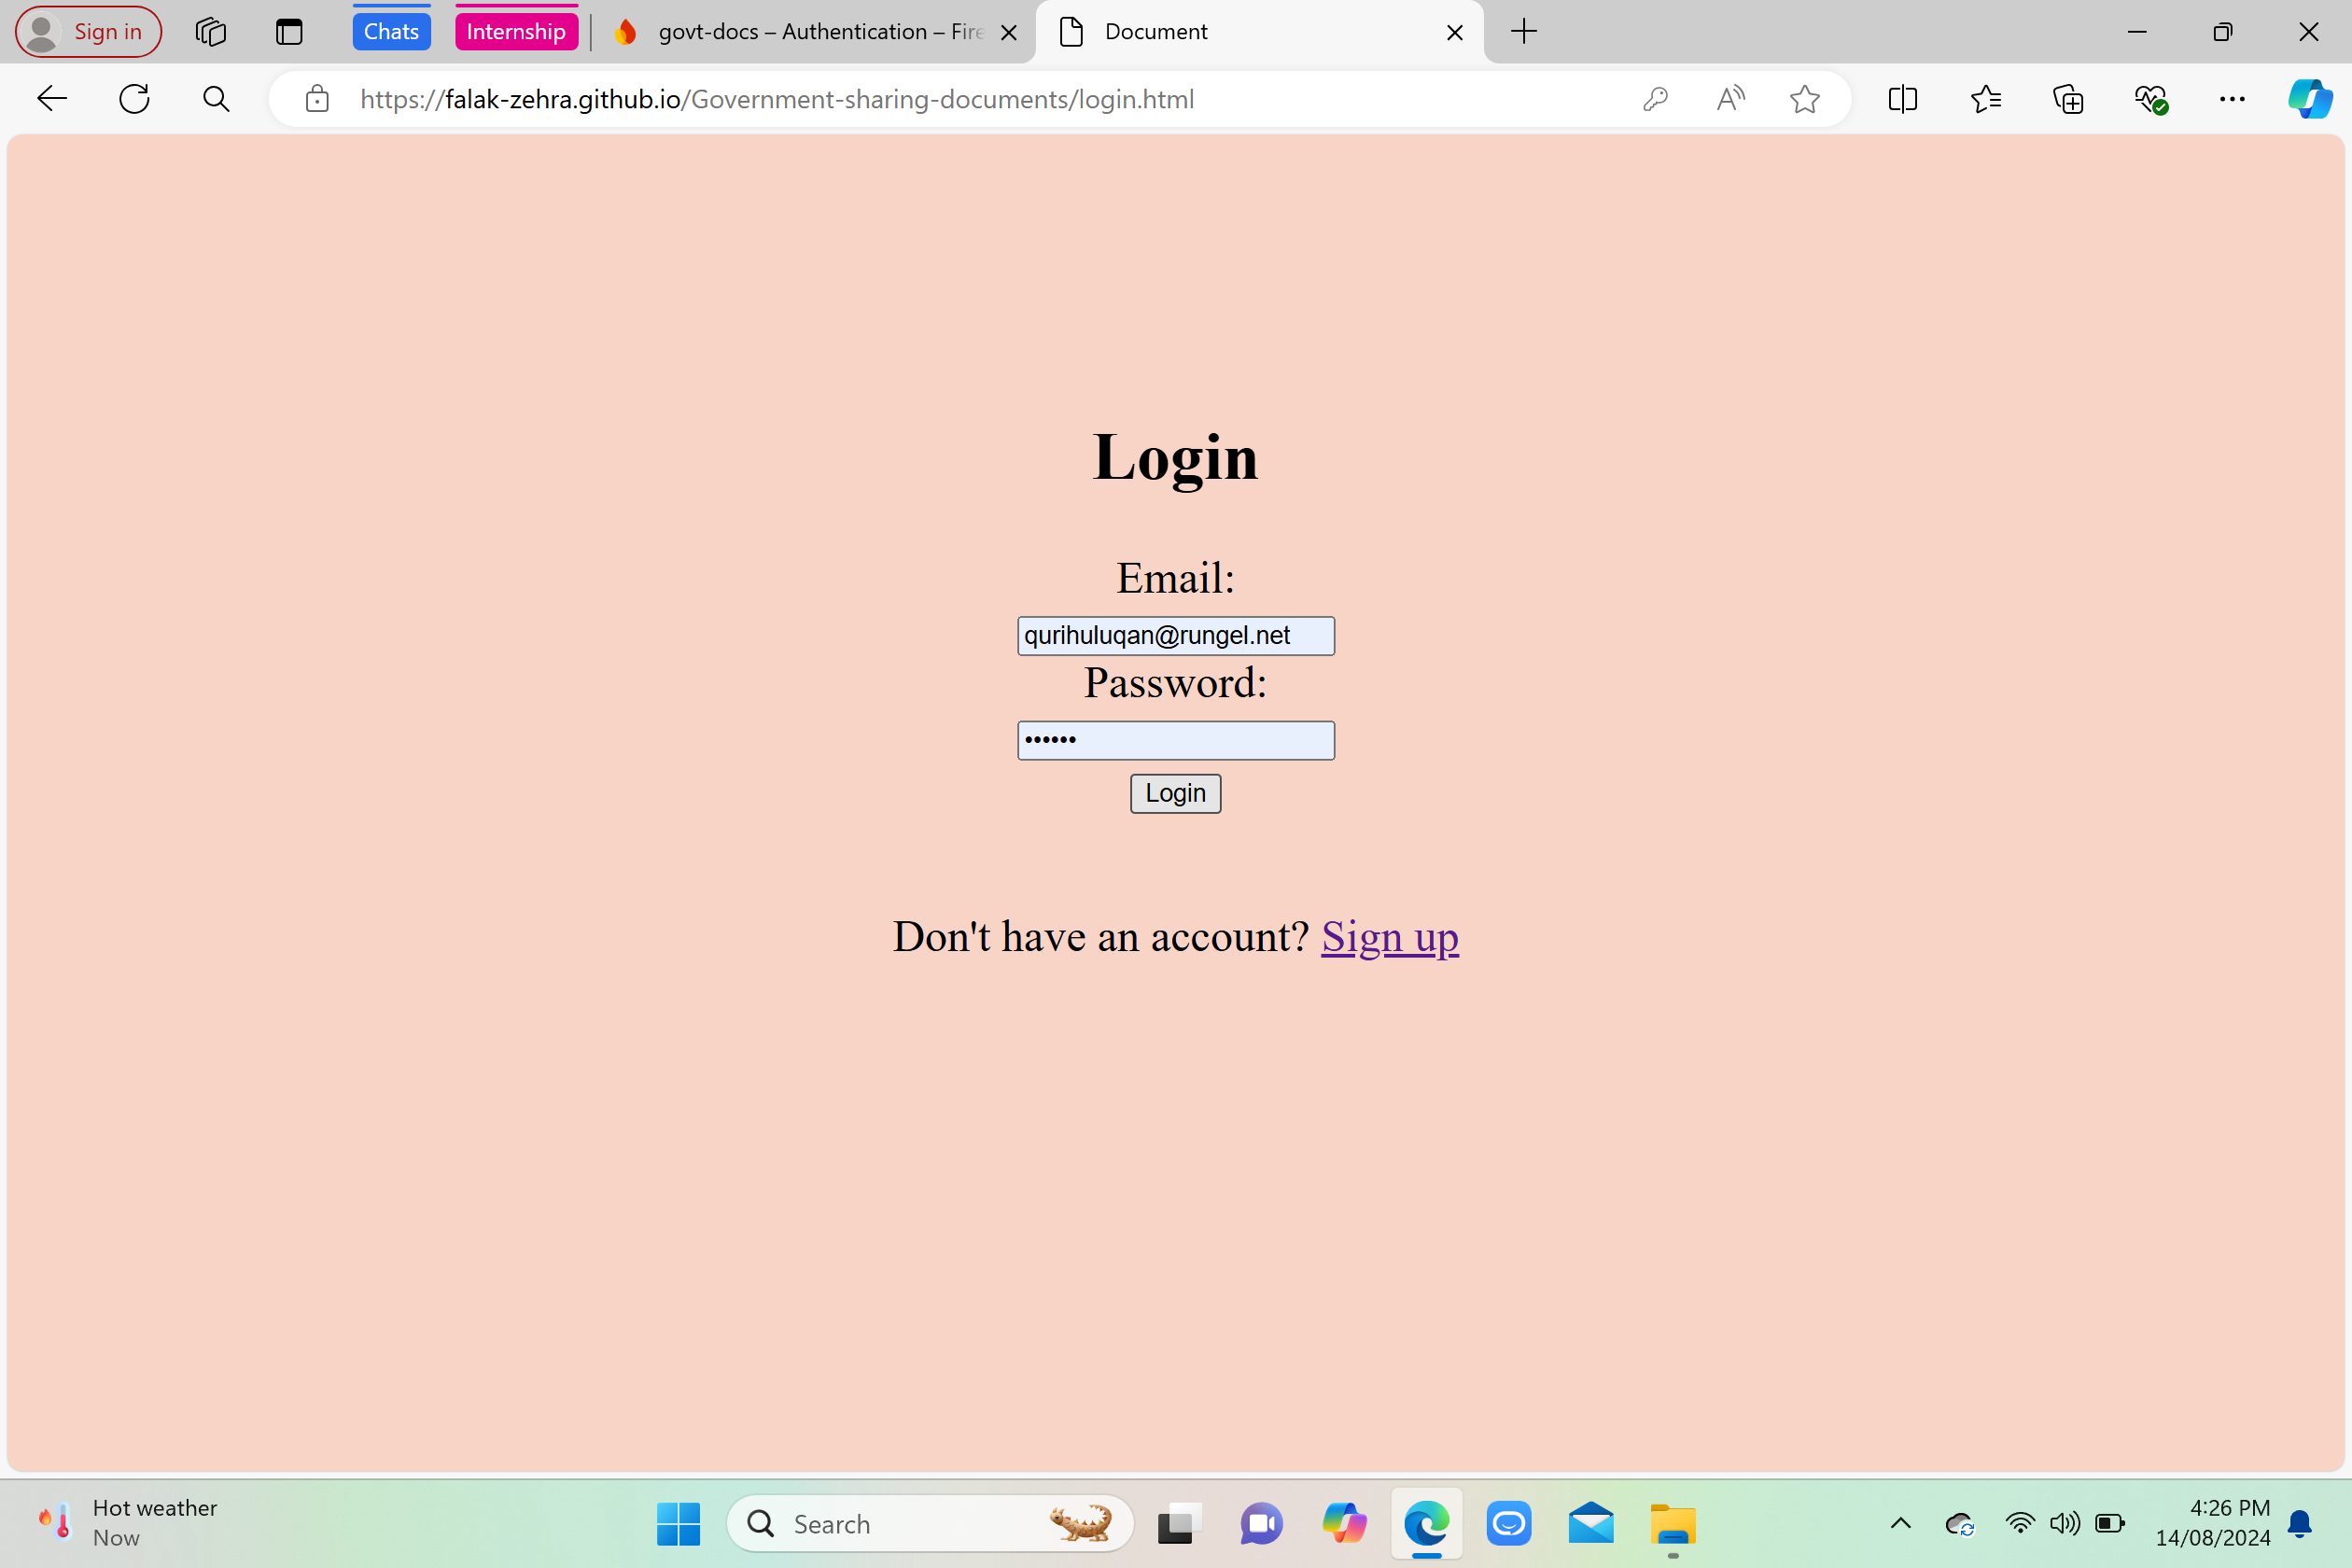 Sign in
Chats
Internship
govt-docs – Authentication – Fire
Document
https://falak-zehra.github.io/Government-sharing-documents/login.html
Login
Email:
qurihuluqan@rungel.net
Password:
••••••
Login
Don't have an account? Sign up
Hot weather
Now
Search
4:26 PM
14/08/2024